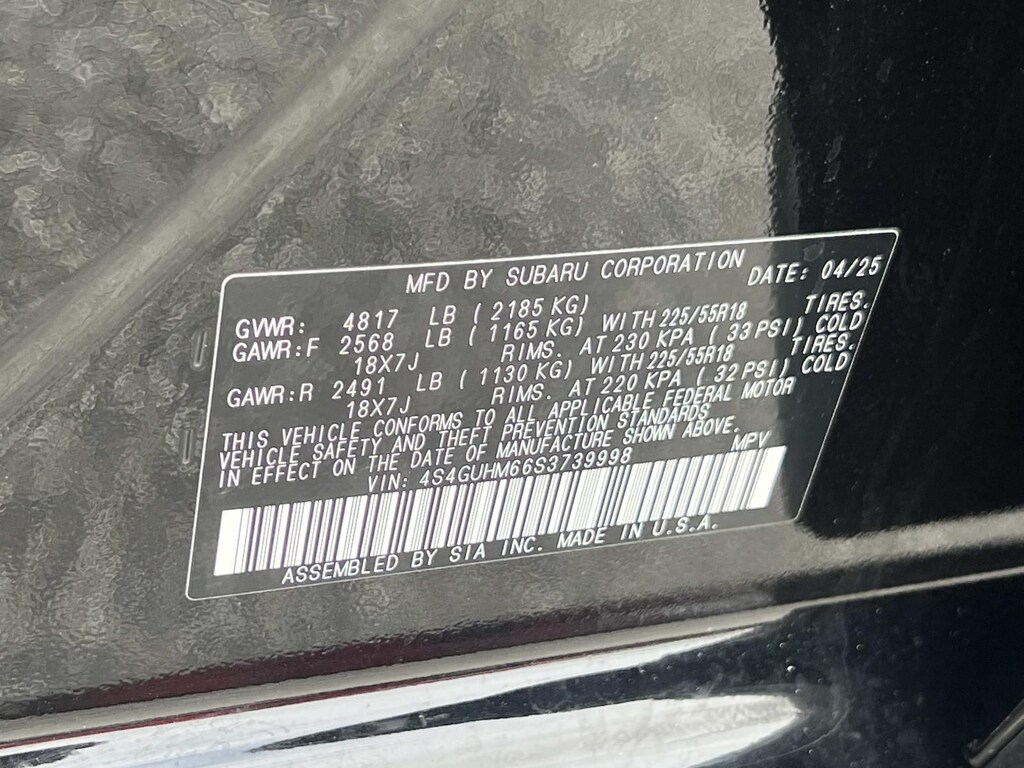 MFD BY SUBARU CORPORATION DATE: 04/25
GVWR: 4817 LB ( 2185 KG)
GAWR:F 2568 LB ( 1165 KG) WITH 225/55R18 TIRES.
18X7J RIMS. AT 230 KPA ( 33 PSI) COLD
GAWR:R 2491 LB ( 1130 KG) WITH 225/55R18 TIRES.
18X7J RIMS. AT 220 KPA ( 32 PSI) COLD
THIS VEHICLE CONFORMS TO ALL APPLICABLE FEDERAL MOTOR
VEHICLE SAFETY AND THEFT PREVENTION STANDARDS
IN EFFECT ON THE DATE OF MANUFACTURE SHOWN ABOVE.
VIN: 4S4GUHM66S3739998 MPV
ASSEMBLED BY SIA INC. MADE IN U.S.A.